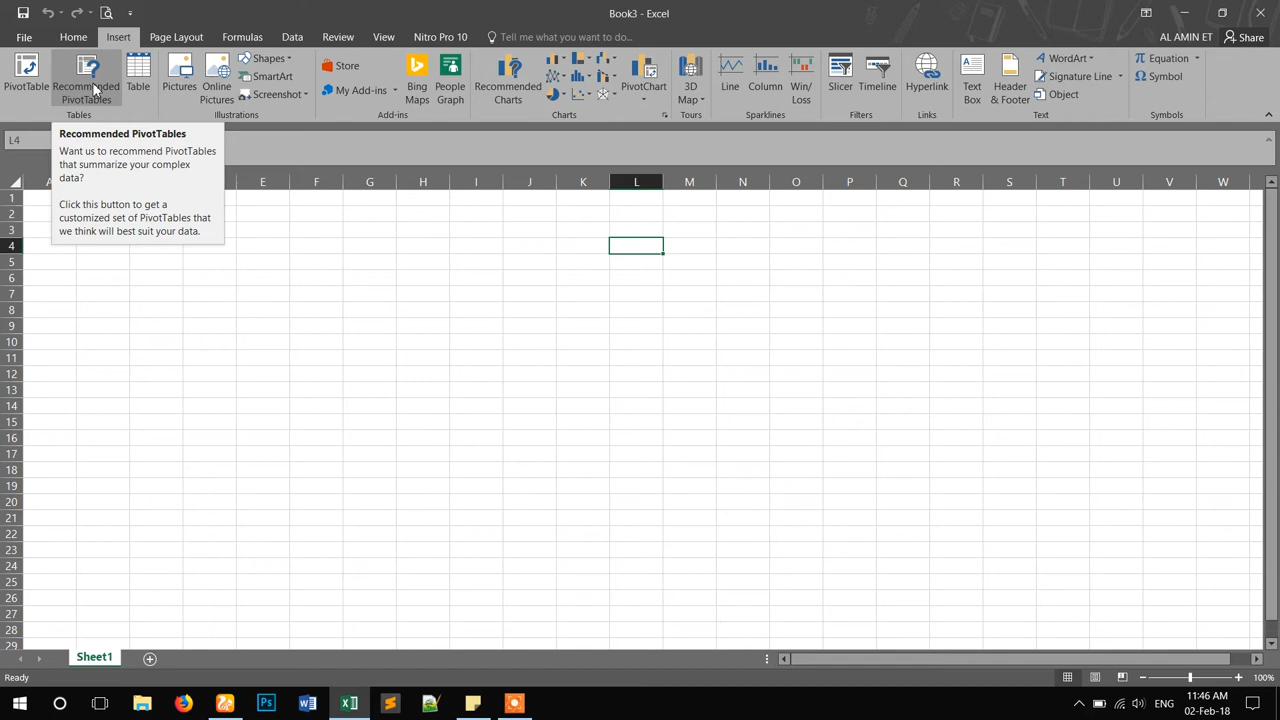 Book3 - Excel
File Home Insert Page Layout Formulas Data Review View Nitro Pro 10 Tell me what you want to do... AL AMIN ET Share
PivotTable
Recommended
PivotTables
Table
Tables
Pictures
Online
Pictures
Shapes
SmartArt
Screenshot
Illustrations
Store
My Add-ins
Bing
Maps
People
Graph
Add-ins
Recommended
Charts
PivotChart
Charts
3D
Map
Tours
Line
Column
Win/
Loss
Sparklines
Slicer
Timeline
Filters
Hyperlink
Links
Text
Box
Header
& Footer
WordArt
Signature Line
Object
Text
Equation
Symbol
Symbols
L4
Recommended PivotTables
Want us to recommend PivotTables
that summarize your complex
data?
Click this button to get a
customized set of PivotTables that
we think will best suit your data.
E F G H I J K L M N O P Q R S T U V W
1
2
3
4
5
6
7
8
9
10
11
12
13
14
15
16
17
18
19
20
21
22
23
24
25
26
27
28
29
Sheet1
Ready
100%
ENG
11:46 AM
02-Feb-18